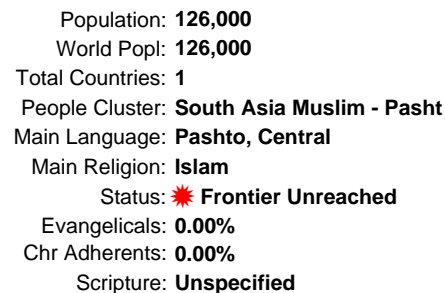 Population: 126,000
World Popl: 126,000
Total Countries: 1
People Cluster: South Asia Muslim - Pasht
Main Language: Pashto, Central
Main Religion: Islam
Status: Frontier Unreached
Evangelicals: 0.00%
Chr Adherents: 0.00%
Scripture: Unspecified